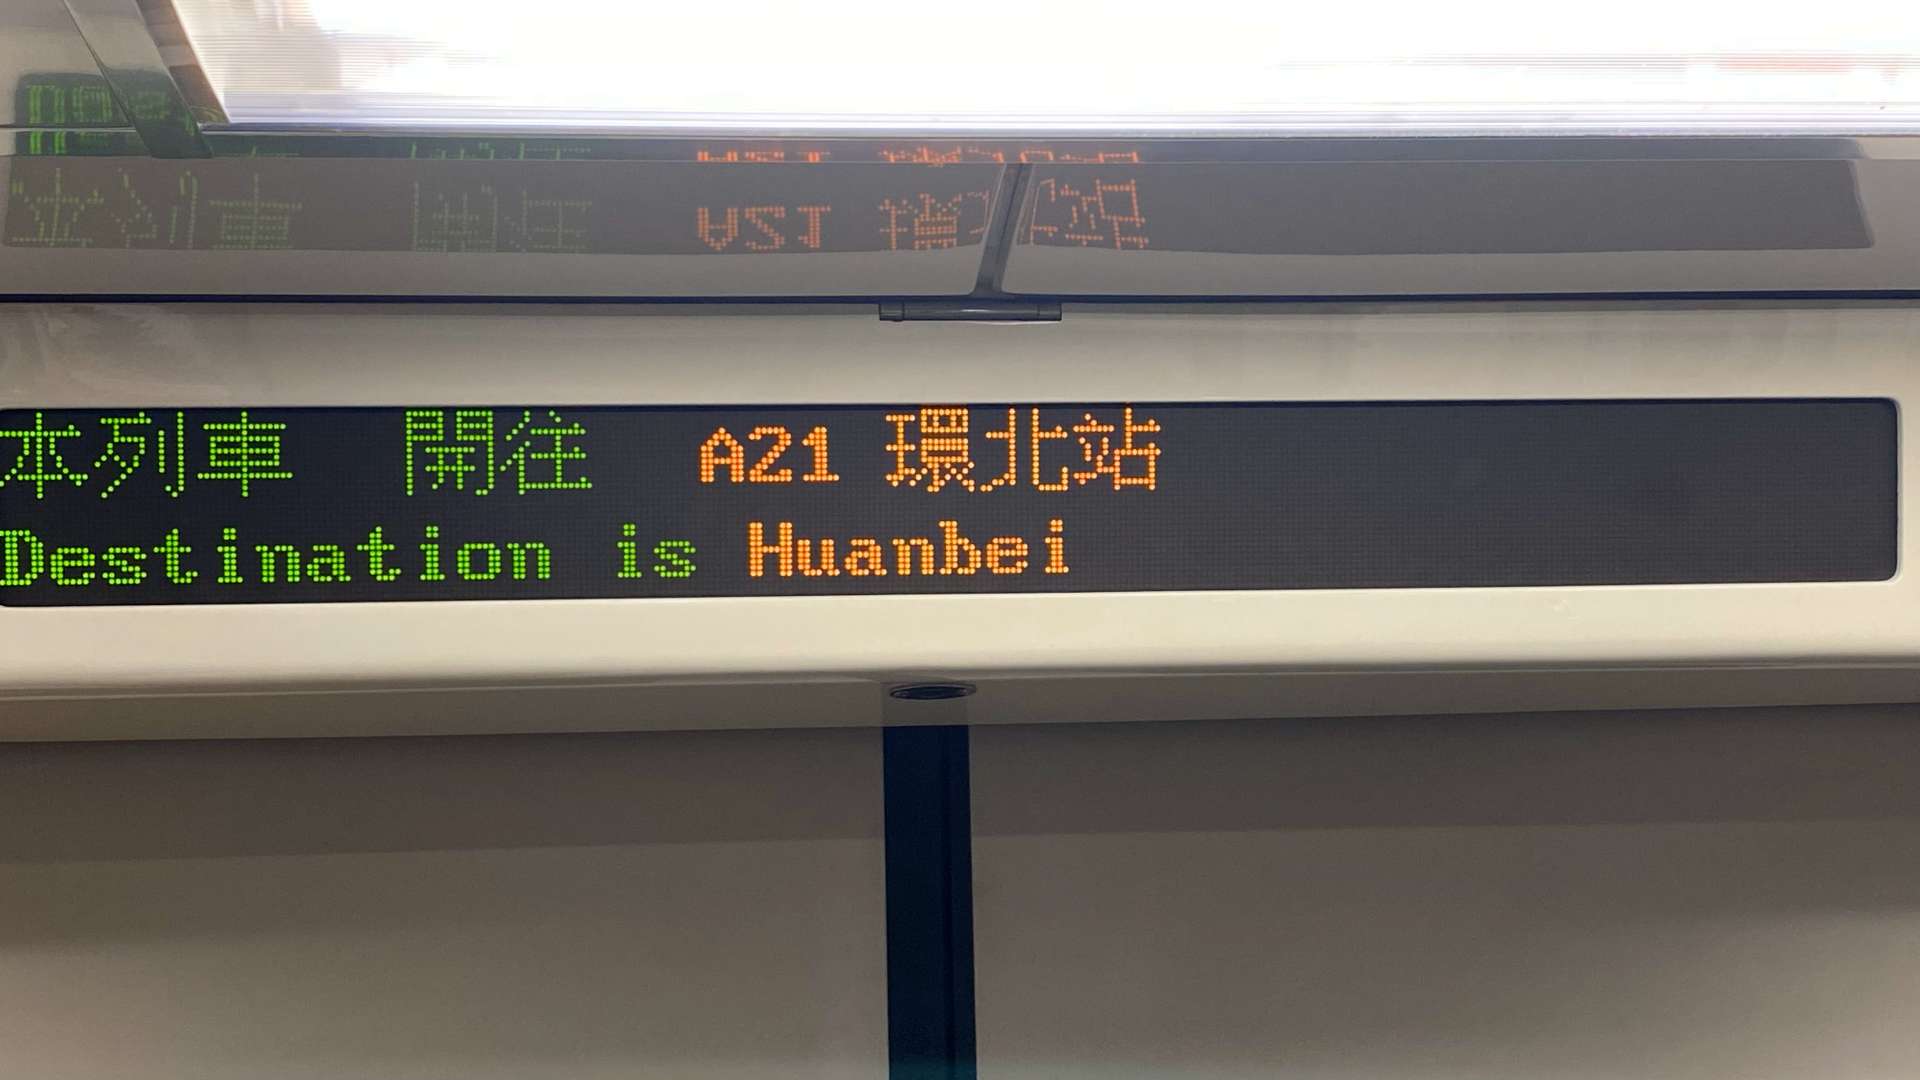 本列車 開往 A21 環北站
Destination is Huanbei